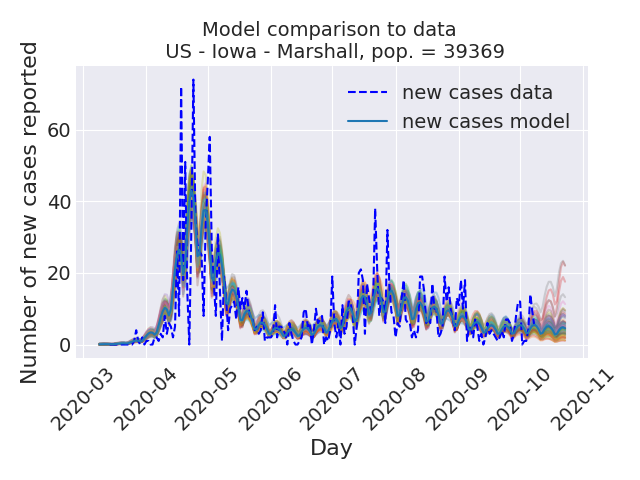 Model comparison to data
US - Iowa - Marshall, pop. = 39369
Number of new cases reported
60
40
20
0
new cases data
new cases model
2020-03
2020-04
2020-05
2020-06
2020-07
2020-08
2020-09
2020-10
2020-11
Day